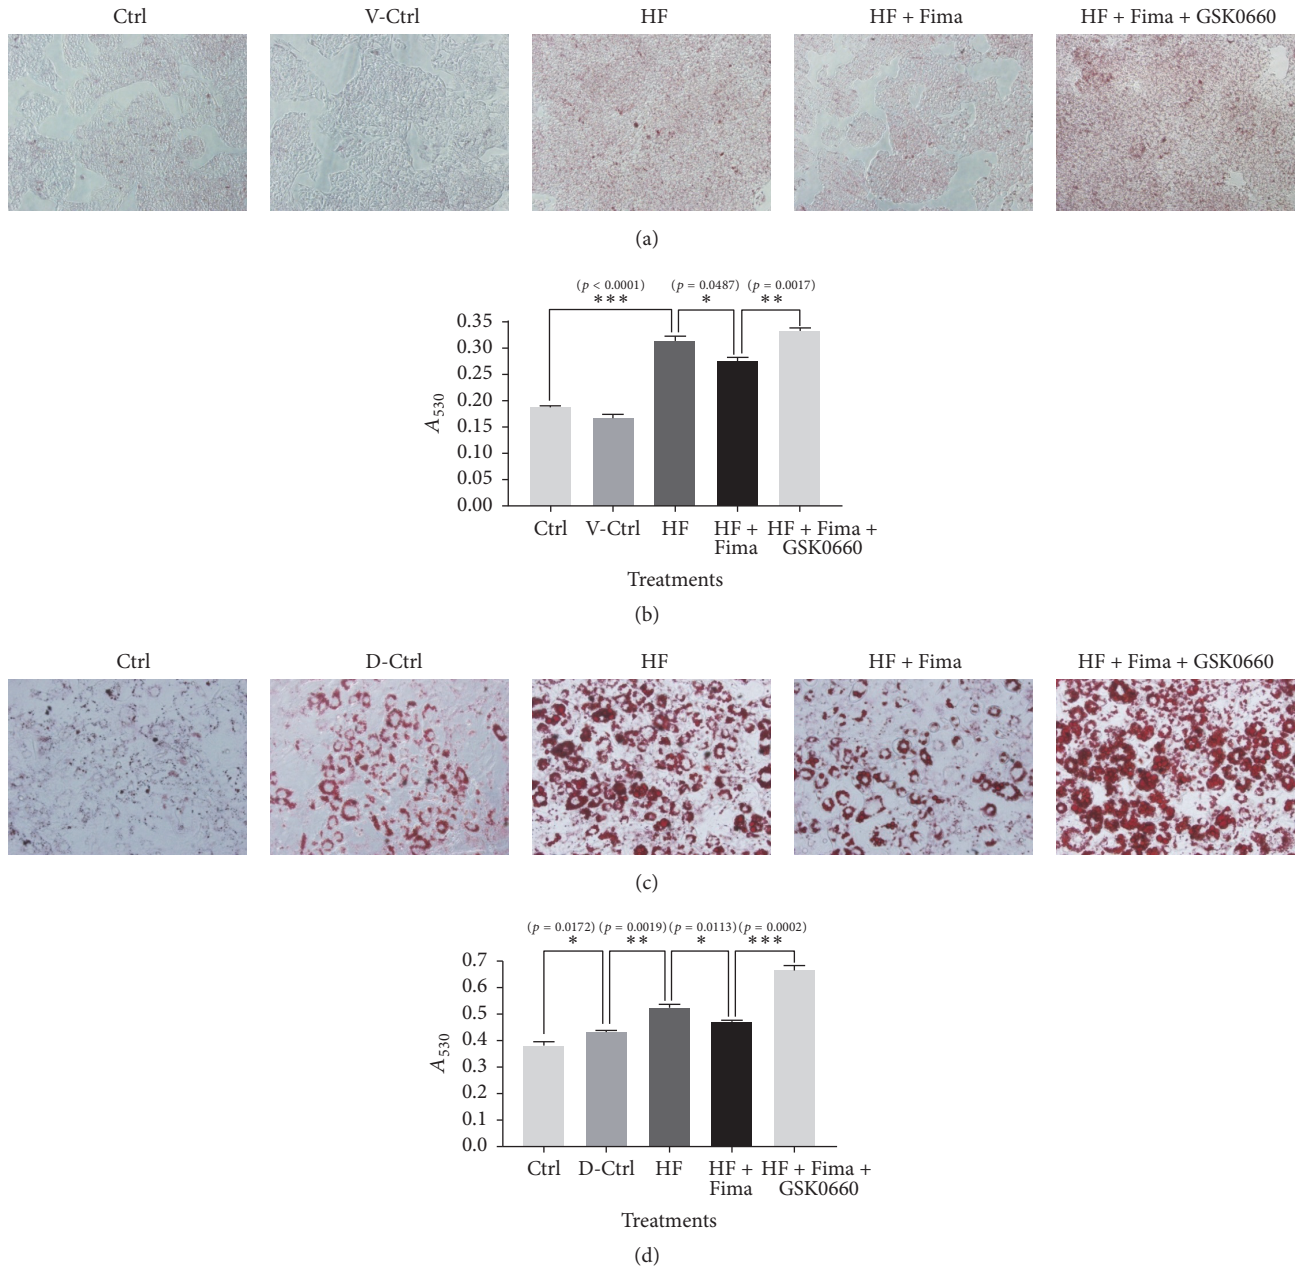 Ctrl V-Ctrl HF HF + Fima HF + Fima + GSK0660
(a)
(p < 0.0001) (p = 0.0487) (p = 0.0017)
*** * **
0.35
0.30
0.25
0.20
0.15
0.10
0.05
0.00
A530
Ctrl V-Ctrl HF HF + Fima HF + Fima + GSK0660
Treatments
(b)
Ctrl D-Ctrl HF HF + Fima HF + Fima + GSK0660
(c)
(p = 0.0172) (p = 0.0019) (p = 0.0113) (p = 0.0002)
* ** * ***
0.7
0.6
0.5
0.4
0.3
0.2
0.1
0.0
A530
Ctrl D-Ctrl HF HF + Fima HF + Fima + GSK0660
Treatments
(d)